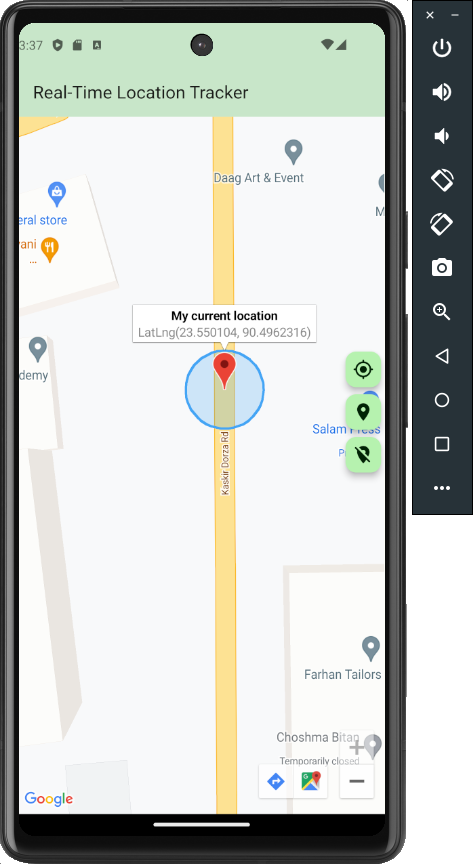 3:37
Real-Time Location Tracker
Daag Art & Event
M
eral store
ani
...
My current location
LatLng(23.550104, 90.4962316)
demy
Salam Press
P
Kaskir Dorza Rd
Farhan Tailors
Choshma Bitan
Temporarily closed
Google